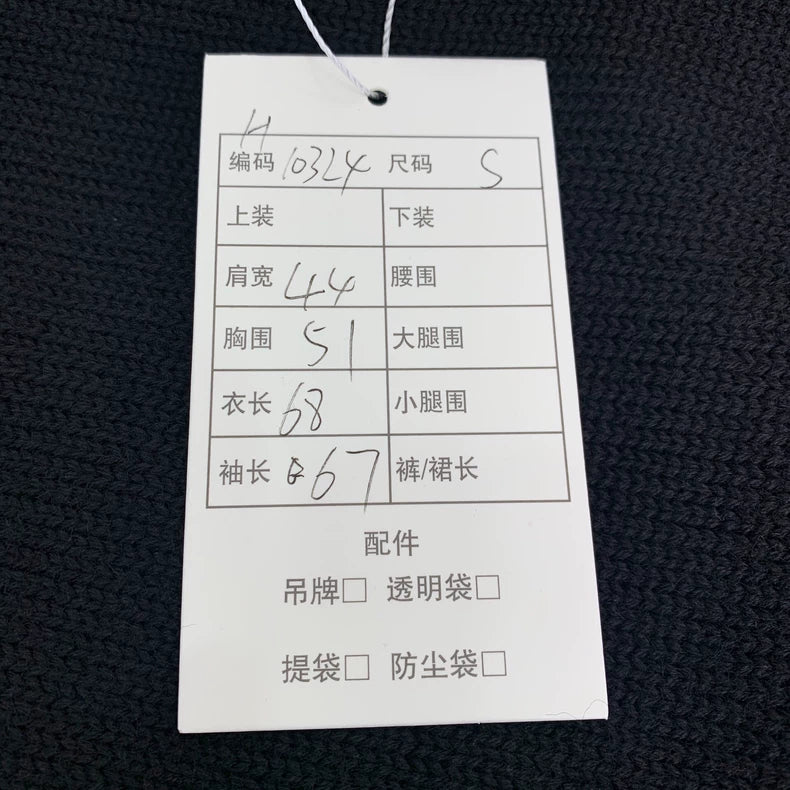 H
编码 10324 尺码 S
上装 下装
肩宽 44 腰围
胸围 51 大腿围
衣长 68 小腿围
袖长 67 裤/裙长
配件
吊牌□ 透明袋□
提袋□ 防尘袋□